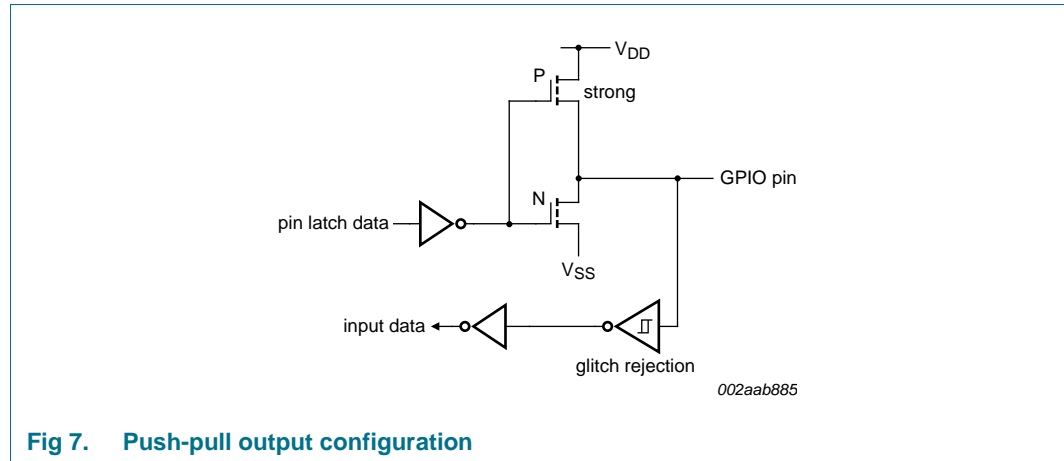 VDD
P
strong
GPIO pin
N
pin latch data
VSS
input data
glitch rejection
002aab885
Fig 7. Push-pull output configuration